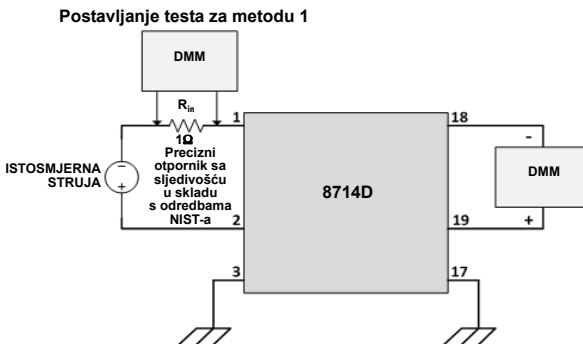 Postavljanje testa za metodu 1
DMM
R_in
1Ω
Precizni
otpornik sa
sljedivošću
u skladu
s odredbama
NIST-a
ISTOSMJERNA
STRUJA
−
+
1
2
3
8714D
18
19
17
-
DMM
+